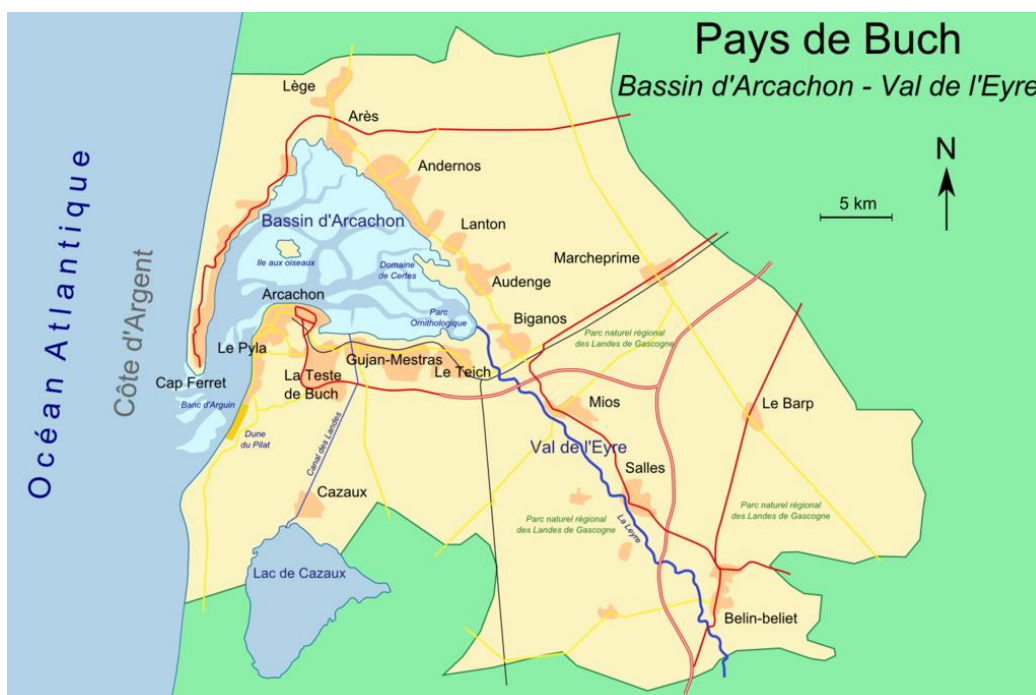 Pays de Buch
Bassin d'Arcachon - Val de l'Eyre
N
5 km
Océan Atlantique
Côte d'Argent
Lège
Arès
Andernos
Bassin d'Arcachon
Lanton
Ile aux oiseaux
Domaine
de Certes
Marcheprime
Audenge
Arcachon
Parc
Ornithologique
Biganos
Parc naturel régional
des Landes de Gascogne
Le Pyla
Gujan-Mestras
Le Teich
Cap Ferret
La Teste
de Buch
Banc d'Arguin
Mios
Le Barp
Dune
du Pilat
Canal des Landes
Val de l'Eyre
Salles
Cazaux
Parc naturel régional
des Landes de Gascogne
La Leyre
Parc naturel régional
des Landes de Gascogne
Lac de Cazaux
Belin-beliet